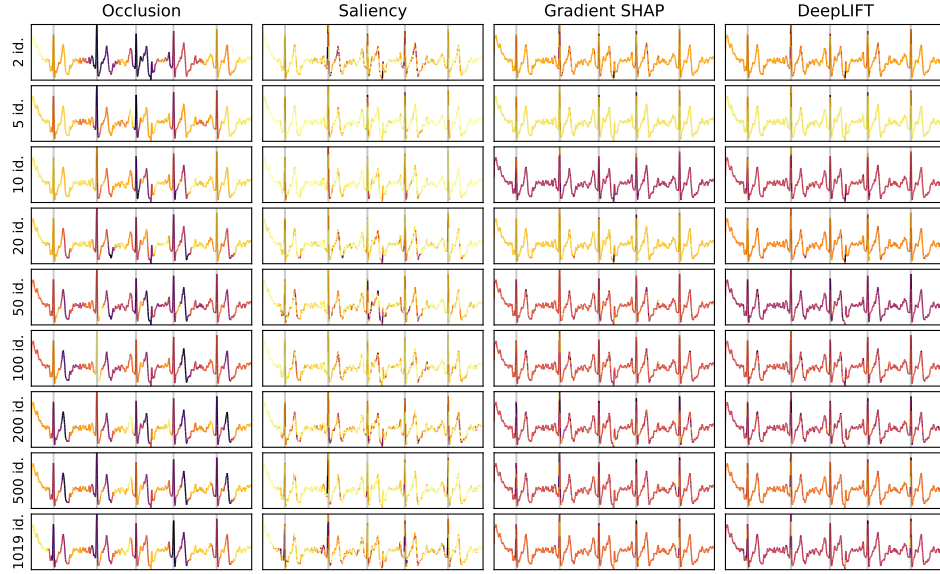 Occlusion Saliency Gradient SHAP DeepLIFT
2 id.
5 id.
10 id.
20 id.
50 id.
100 id.
200 id.
500 id.
1019 id.